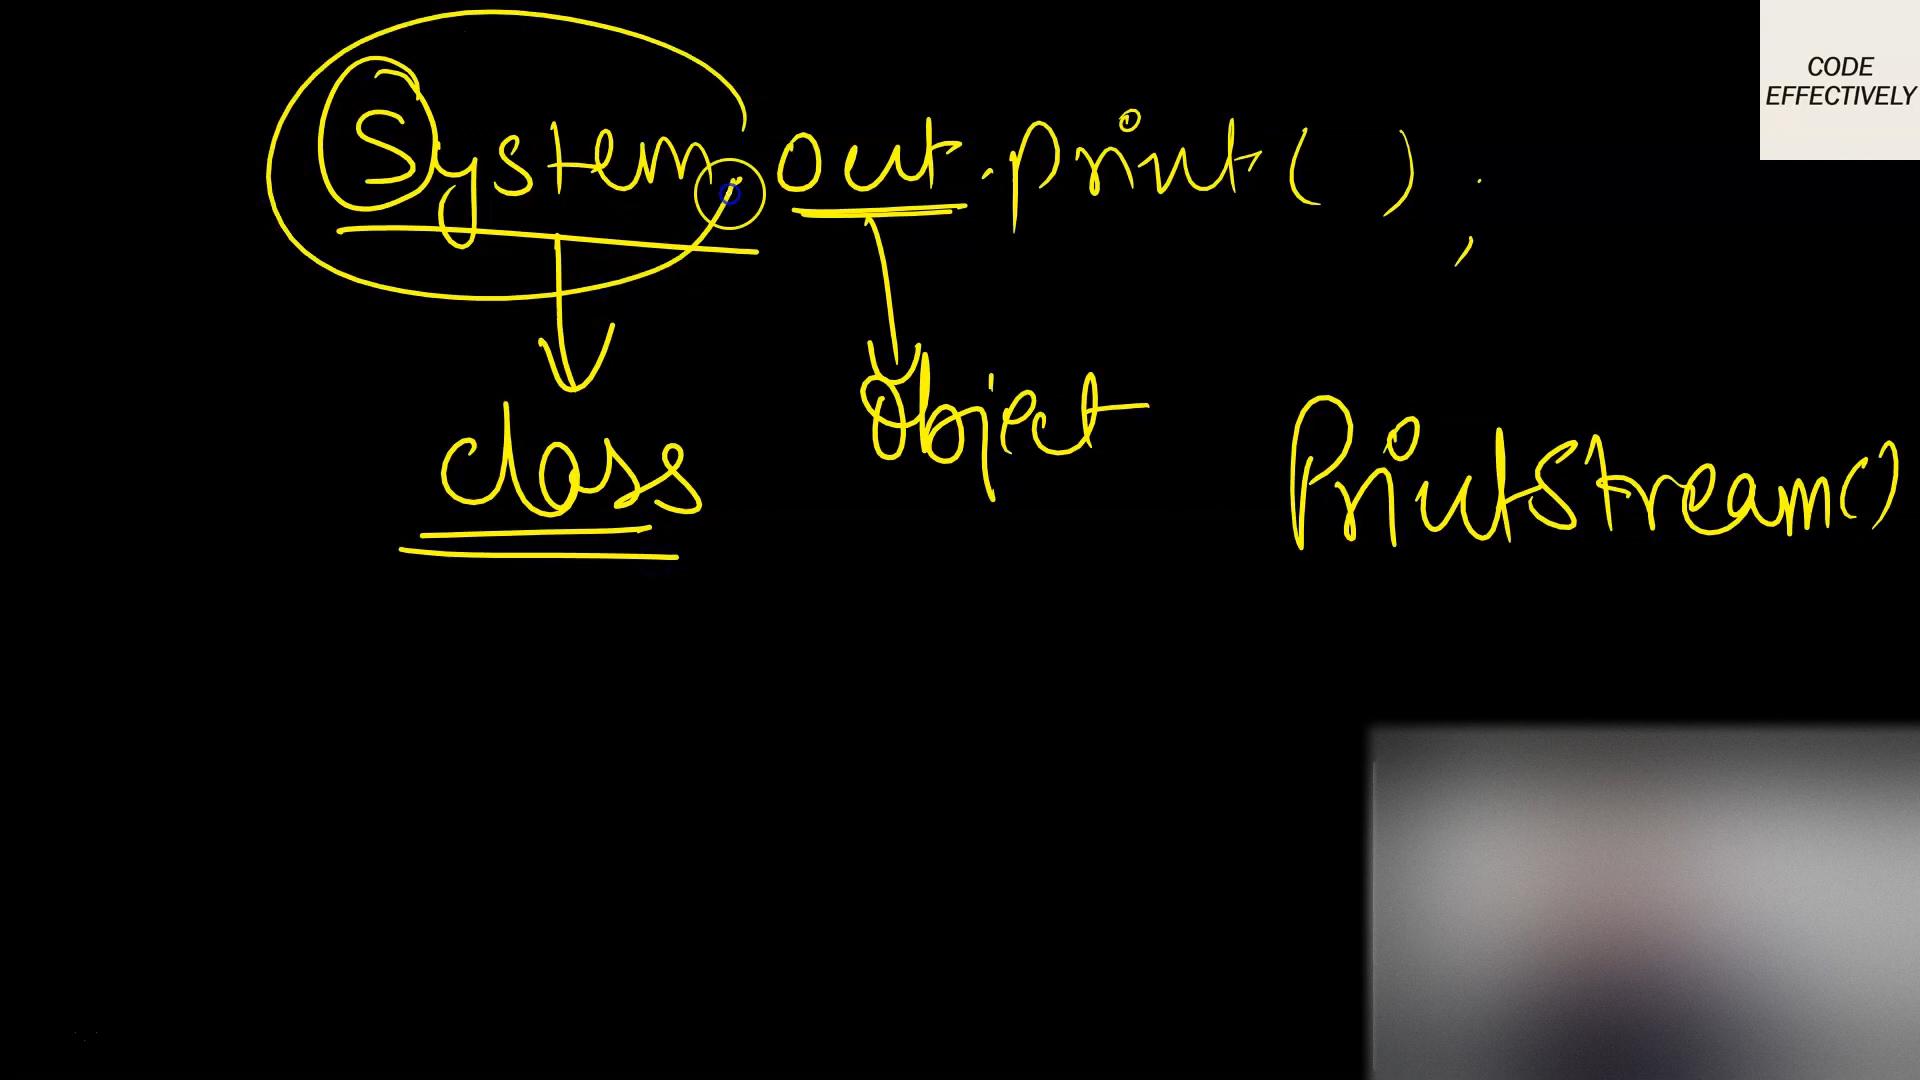 System.out.print();
class
object
PrintStream()
CODE
EFFECTIVELY